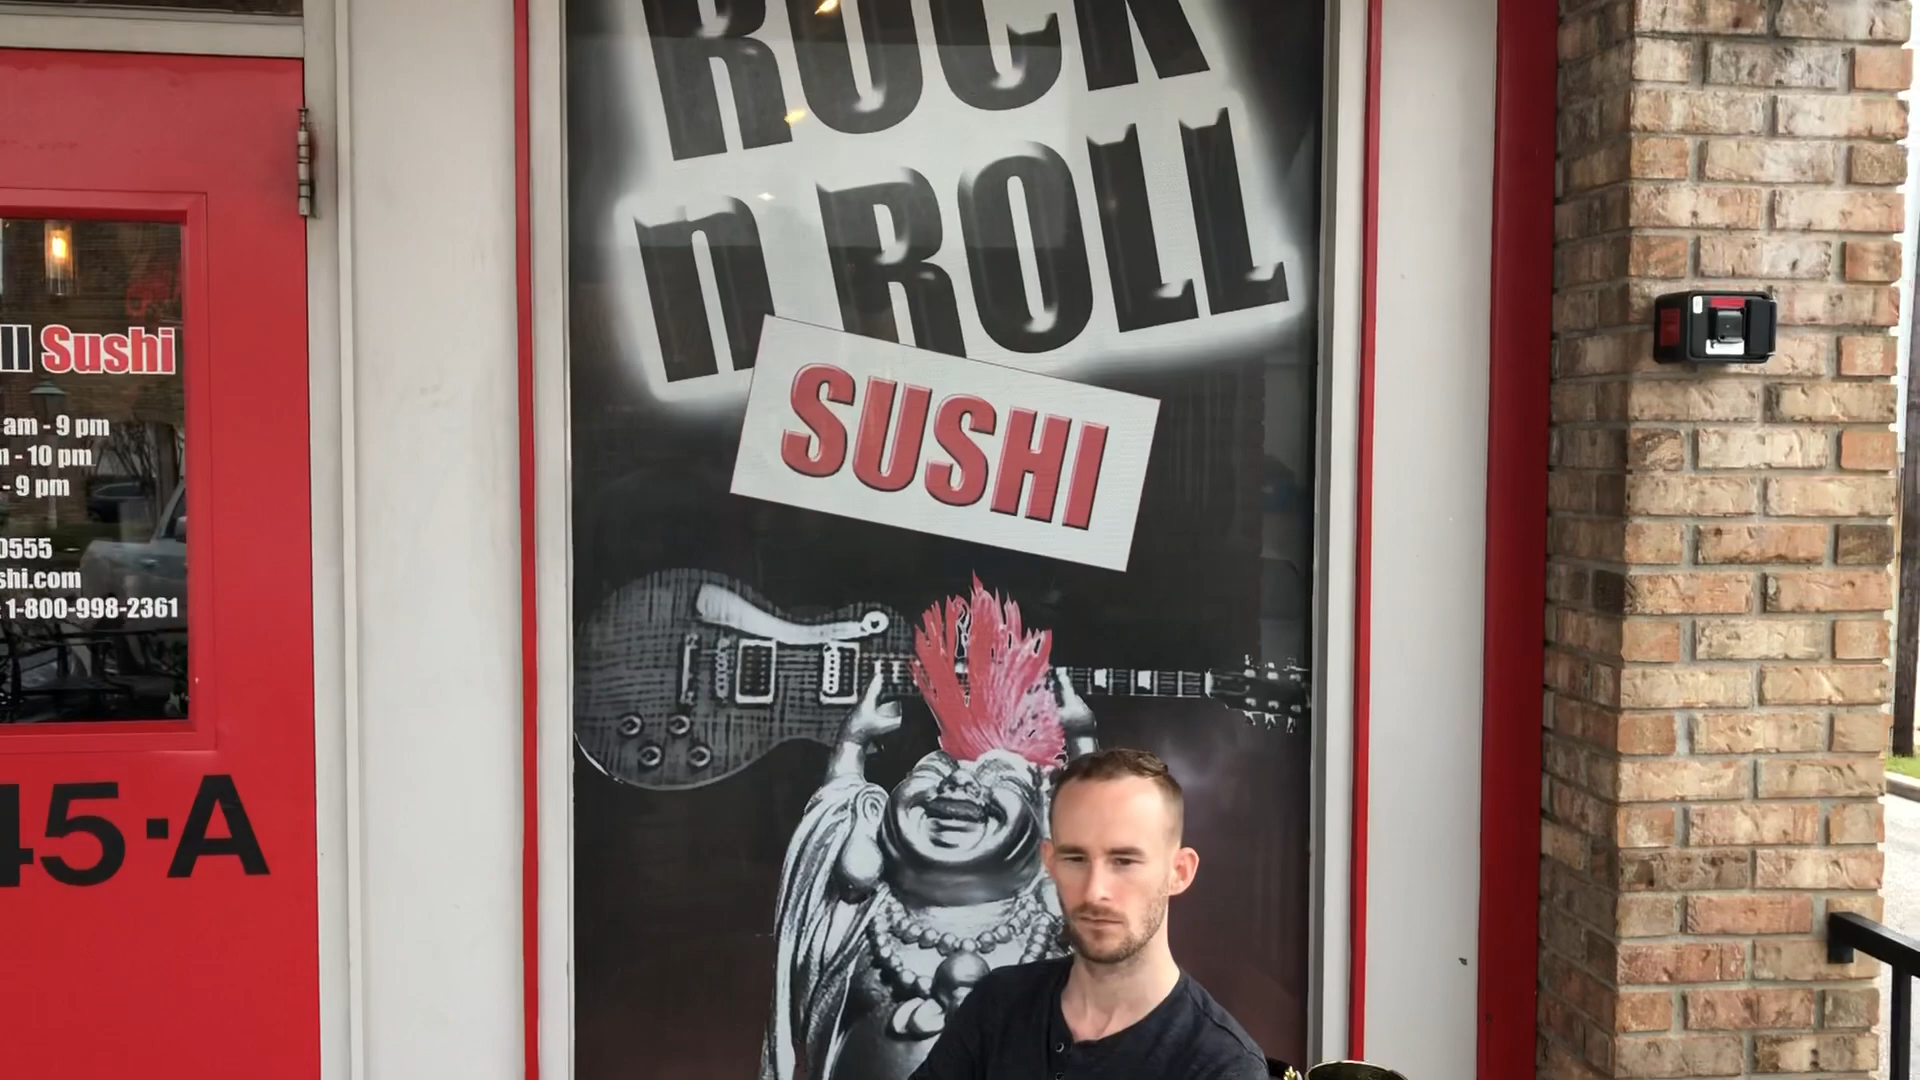 ROCK
n ROLL
SUSHI
ll Sushi
am - 9 pm
- 10 pm
- 9 pm
0555
shi.com
1-800-998-2361
45-A